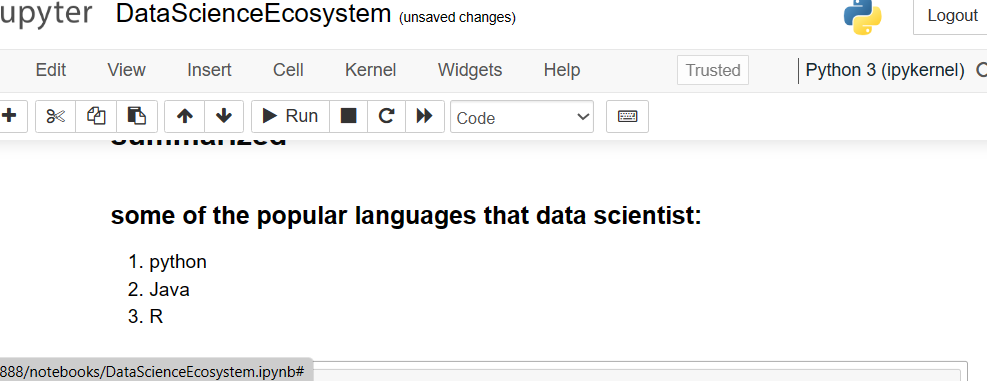 upyter DataScienceEcosystem (unsaved changes) Logout
Edit View Insert Cell Kernel Widgets Help Trusted Python 3 (ipykernel)
Run Code
summarized
some of the popular languages that data scientist:
1. python
2. Java
3. R
888/notebooks/DataScienceEcosystem.ipynb#